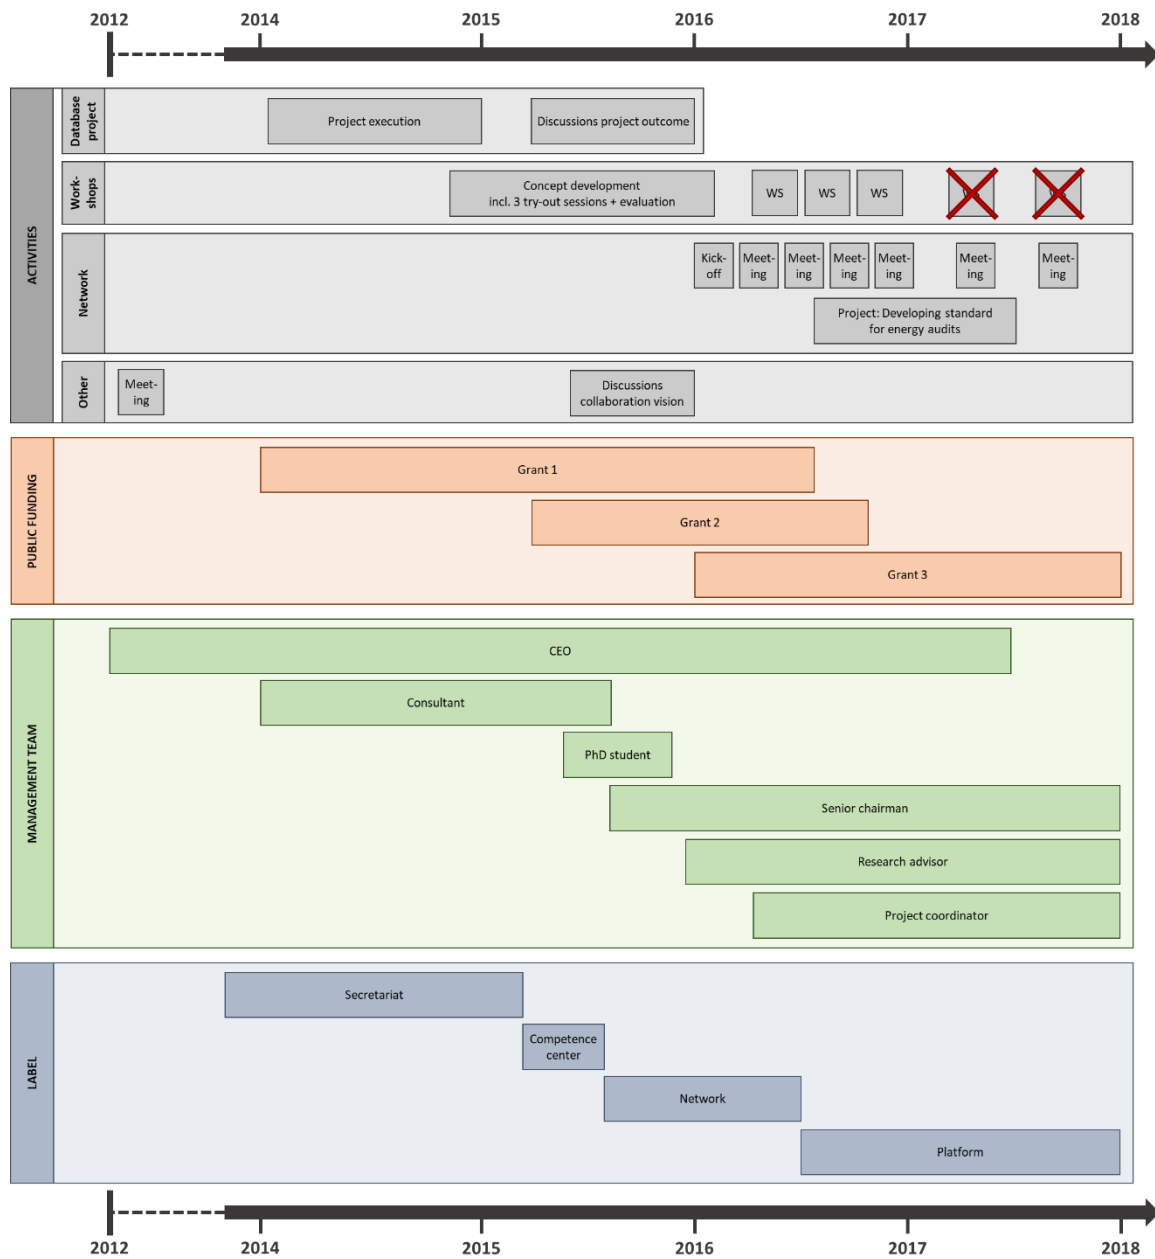 2012 2014 2015 2016 2017 2018
ACTIVITIES
Database
project
Project execution
Discussions project outcome
Work-
shops
Concept development
incl. 3 try-out sessions + evaluation
WS
WS
WS
Network
Kick-
off
Meet-
ing
Meet-
ing
Meet-
ing
Meet-
ing
Meet-
ing
Meet-
ing
Project: Developing standard
for energy audits
Other
Meet-
ing
Discussions
collaboration vision
PUBLIC FUNDING
Grant 1
Grant 2
Grant 3
MANAGEMENT TEAM
CEO
Consultant
PhD student
Senior chairman
Research advisor
Project coordinator
LABEL
Secretariat
Competence
center
Network
Platform
2012 2014 2015 2016 2017 2018